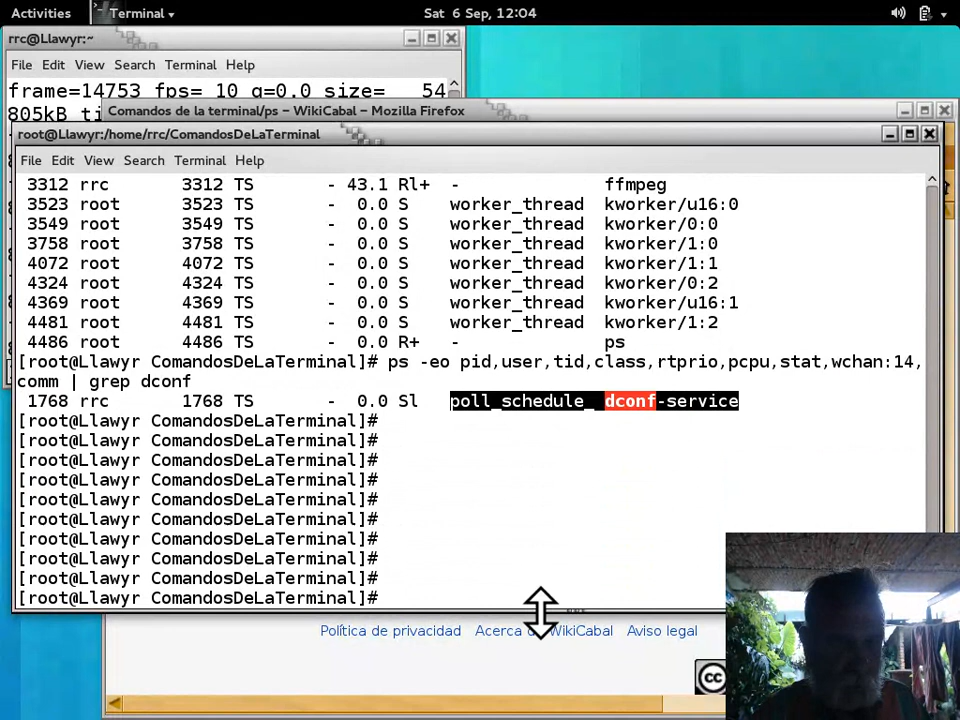 Activities Terminal Sat 6 Sep, 12:04
rrc@Llawyr:~
File Edit View Search Terminal Help
frame=14753 fps= 10 q=0.0 size= 54
805kB ti
Comandos de la terminal/ps – WikiCabal – Mozilla Firefox
root@Llawyr:/home/rrc/ComandosDeLaTerminal
File Edit View Search Terminal Help
3312 rrc 3312 TS - 43.1 Rl+ - ffmpeg
3523 root 3523 TS - 0.0 S worker_thread kworker/u16:0
3549 root 3549 TS - 0.0 S worker_thread kworker/0:0
3758 root 3758 TS - 0.0 S worker_thread kworker/1:0
4072 root 4072 TS - 0.0 S worker_thread kworker/1:1
4324 root 4324 TS - 0.0 S worker_thread kworker/0:2
4369 root 4369 TS - 0.0 S worker_thread kworker/u16:1
4481 root 4481 TS - 0.0 S worker_thread kworker/1:2
4486 root 4486 TS - 0.0 R+ - ps
[root@Llawyr ComandosDeLaTerminal]# ps -eo pid,user,tid,class,rtprio,pcpu,stat,wchan:14,
comm | grep dconf
1768 rrc 1768 TS - 0.0 Sl poll_schedule_ dconf-service
[root@Llawyr ComandosDeLaTerminal]#
[root@Llawyr ComandosDeLaTerminal]#
[root@Llawyr ComandosDeLaTerminal]#
[root@Llawyr ComandosDeLaTerminal]#
[root@Llawyr ComandosDeLaTerminal]#
[root@Llawyr ComandosDeLaTerminal]#
[root@Llawyr ComandosDeLaTerminal]#
[root@Llawyr ComandosDeLaTerminal]#
[root@Llawyr ComandosDeLaTerminal]#
[root@Llawyr ComandosDeLaTerminal]#
Política de privacidad Acerca WikiCabal Aviso legal
cc